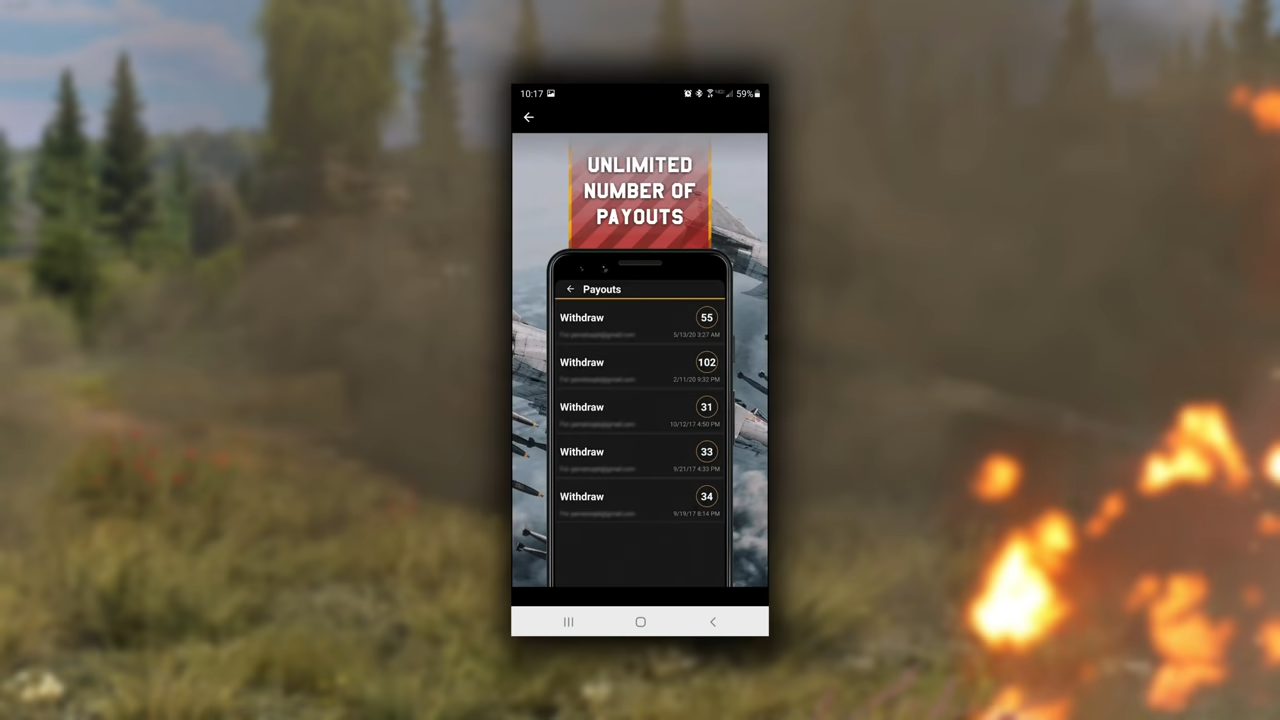 10:17
59%
UNLIMITED
NUMBER OF
PAYOUTS
Payouts
Withdraw 55
5/13/20 3:27 AM
Withdraw 102
2/11/20 9:32 PM
Withdraw 31
10/12/17 4:50 PM
Withdraw 33
9/21/17 4:33 PM
Withdraw 34
9/19/17 8:14 PM